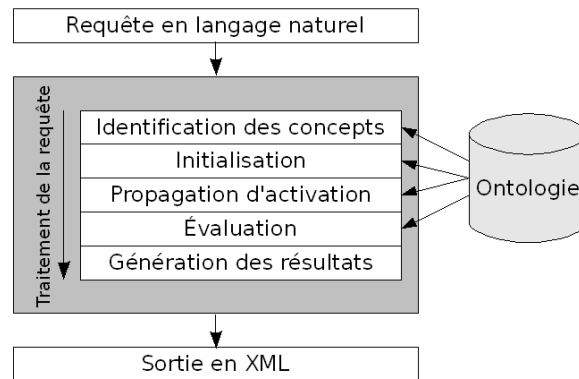 Requête en langage naturel
Traitement de la requête
Identification des concepts
Initialisation
Propagation d'activation
Évaluation
Génération des résultats
Ontologie
Sortie en XML